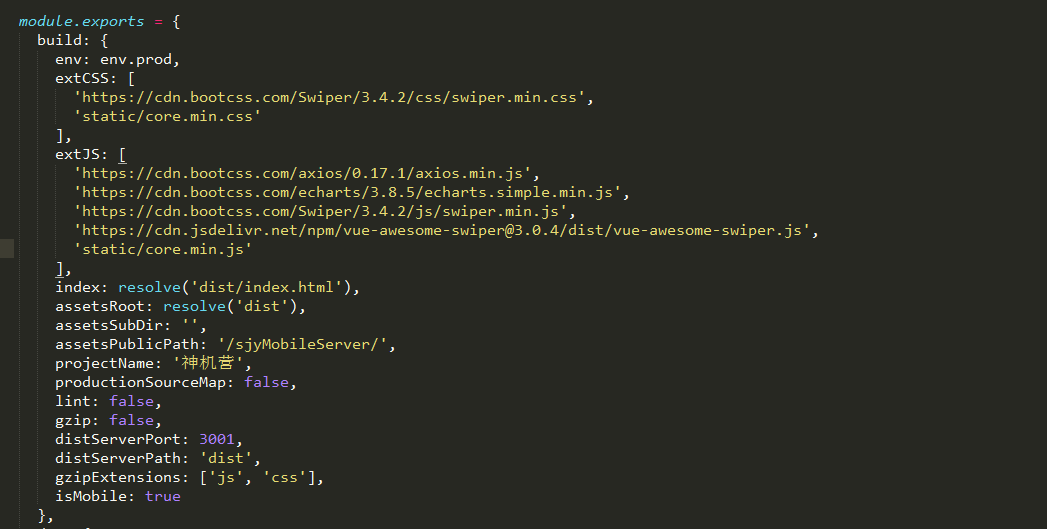 module.exports = {
build: {
env: env.prod,
extCSS: [
'https://cdn.bootcss.com/Swiper/3.4.2/css/swiper.min.css',
'static/core.min.css'
],
extJS: [
'https://cdn.bootcss.com/axios/0.17.1/axios.min.js',
'https://cdn.bootcss.com/echarts/3.8.5/echarts.simple.min.js',
'https://cdn.bootcss.com/Swiper/3.4.2/js/swiper.min.js',
'https://cdn.jsdelivr.net/npm/vue-awesome-swiper@3.0.4/dist/vue-awesome-swiper.js',
'static/core.min.js'
],
index: resolve('dist/index.html'),
assetsRoot: resolve('dist'),
assetsSubDir: '',
assetsPublicPath: '/sjyMobileServer/',
projectName: '神机营',
productionSourceMap: false,
lint: false,
gzip: false,
distServerPort: 3001,
distServerPath: 'dist',
gzipExtensions: ['js', 'css'],
isMobile: true
},